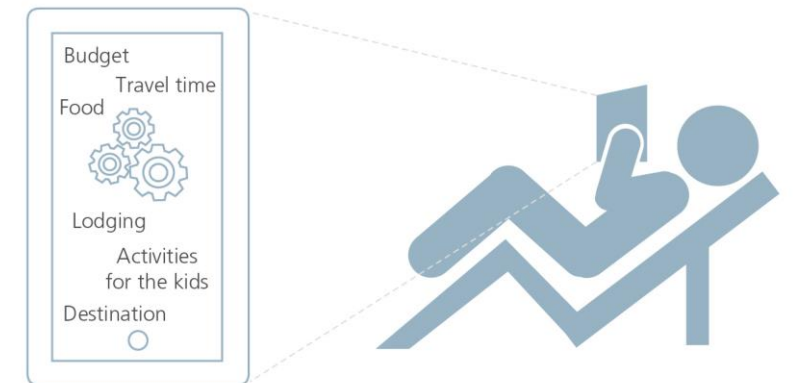 Budget
Travel time
Food
Lodging
Activities
for the kids
Destination